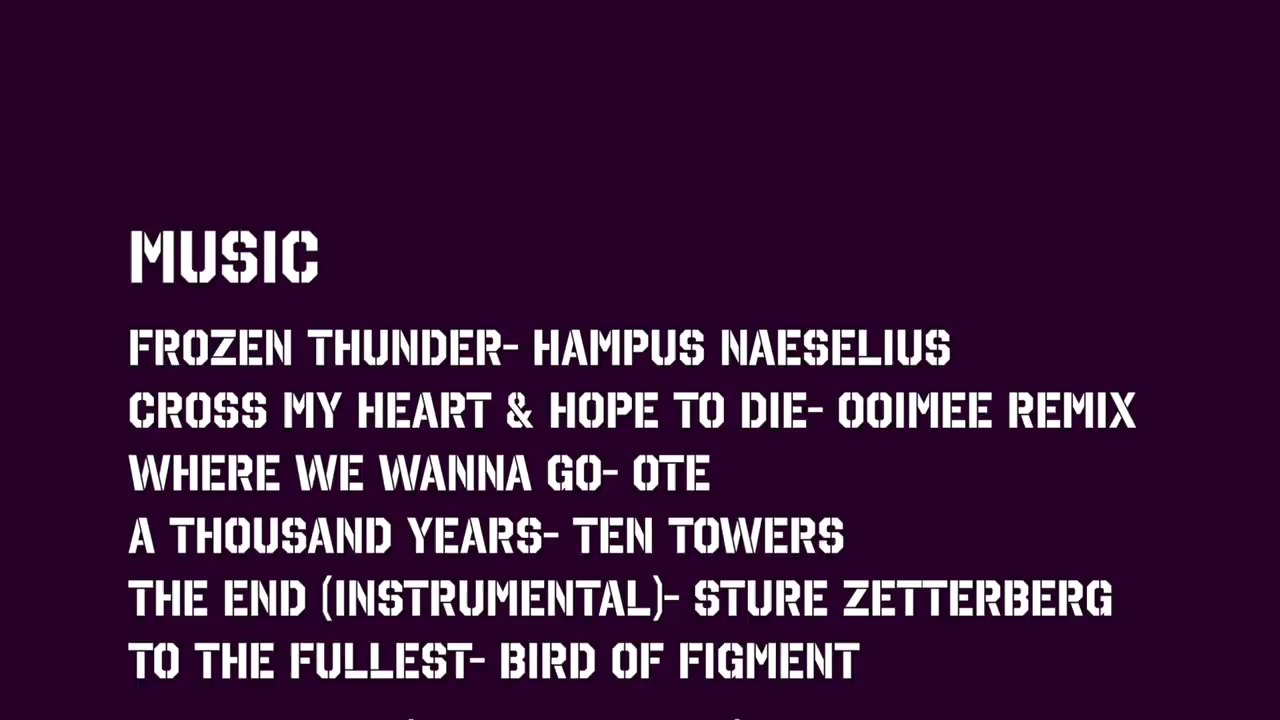 MUSIC
FROZEN THUNDER- HAMPUS NAESELIUS
CROSS MY HEART & HOPE TO DIE- OOIMEE REMIX
WHERE WE WANNA GO- OTE
A THOUSAND YEARS- TEN TOWERS
THE END (INSTRUMENTAL)- STURE ZETTERBERG
TO THE FULLEST- BIRD OF FIGMENT